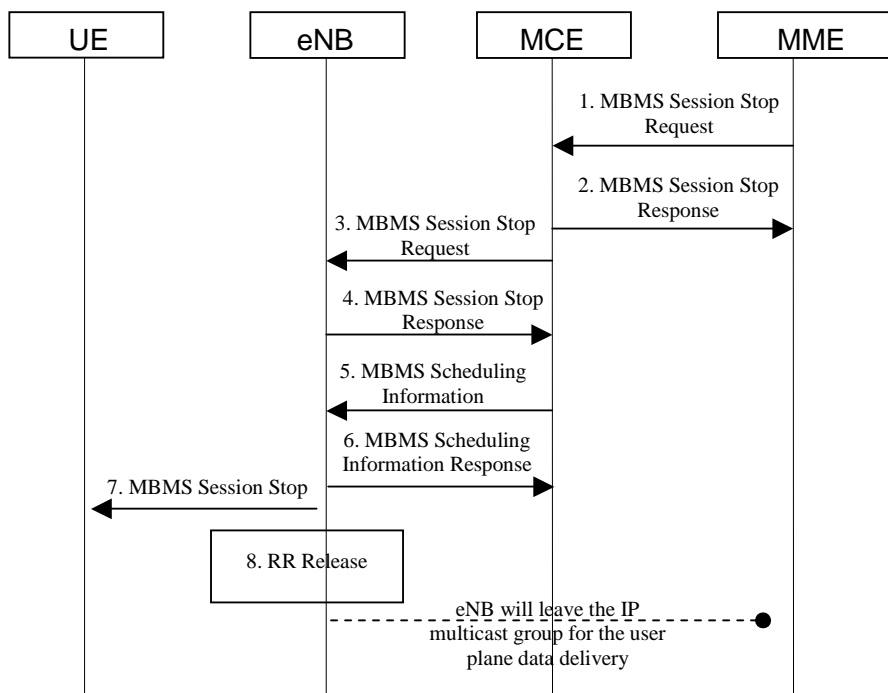 UE
eNB
MCE
MME
1. MBMS Session Stop
Request
2. MBMS Session Stop
Response
3. MBMS Session Stop
Request
4. MBMS Session Stop
Response
5. MBMS Scheduling
Information
6. MBMS Scheduling
Information Response
7. MBMS Session Stop
8. RR Release
eNB will leave the IP
multicast group for the user
plane data delivery